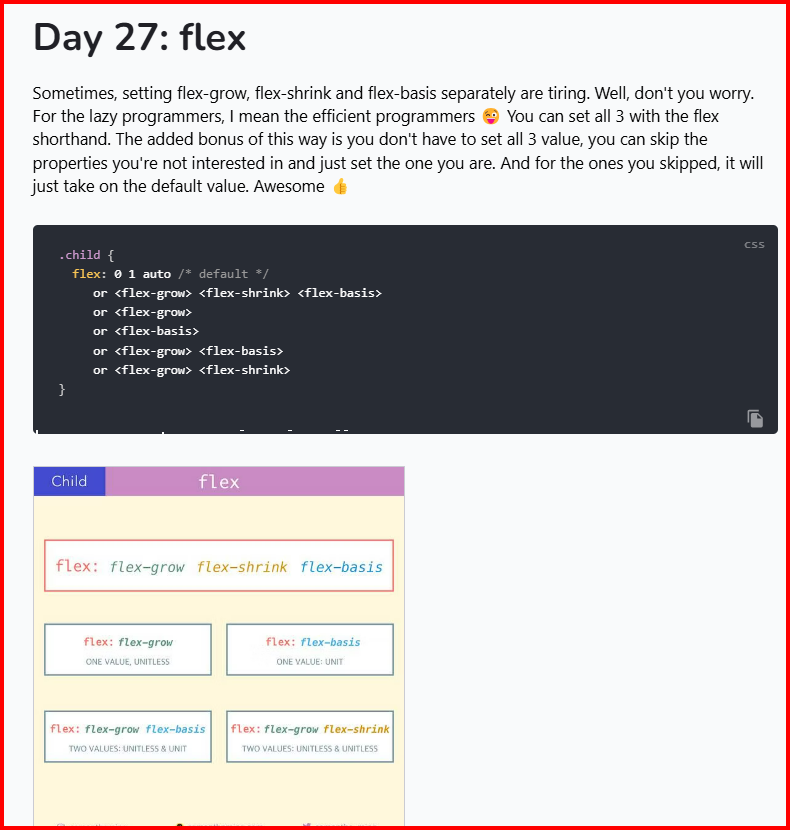 Day 27: flex
Sometimes, setting flex-grow, flex-shrink and flex-basis separately are tiring. Well, don't you worry.
For the lazy programmers, I mean the efficient programmers 😜 You can set all 3 with the flex
shorthand. The added bonus of this way is you don't have to set all 3 value, you can skip the
properties you're not interested in and just set the one you are. And for the ones you skipped, it will
just take on the default value. Awesome 👍
css
.child {
flex: 0 1 auto /* default */
or <flex-grow> <flex-shrink> <flex-basis>
or <flex-grow>
or <flex-basis>
or <flex-grow> <flex-basis>
or <flex-grow> <flex-shrink>
}
Child flex
flex: flex-grow flex-shrink flex-basis
flex: flex-grow
ONE VALUE, UNITLESS
flex: flex-basis
ONE VALUE: UNIT
flex: flex-grow flex-basis
TWO VALUES: UNITLESS & UNIT
flex: flex-grow flex-shrink
TWO VALUES: UNITLESS & UNITLESS